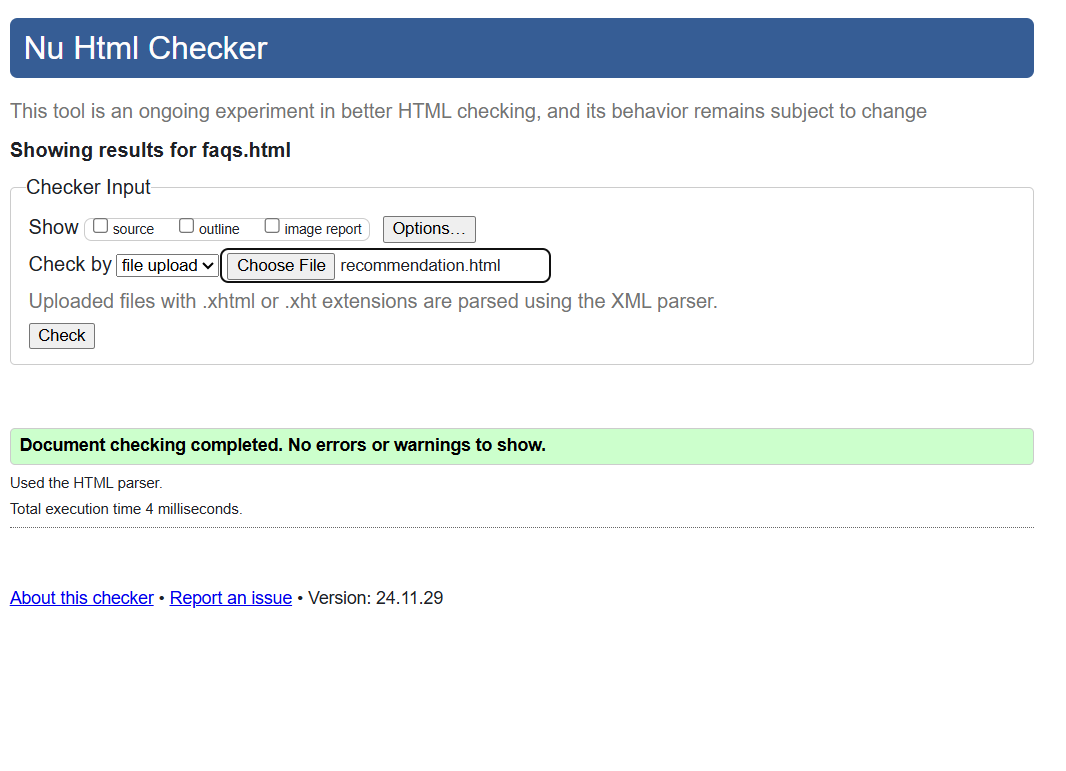 Nu Html Checker
This tool is an ongoing experiment in better HTML checking, and its behavior remains subject to change
Showing results for faqs.html
Checker Input
Show source outline image report Options…
Check by file upload Choose File recommendation.html
Uploaded files with .xhtml or .xht extensions are parsed using the XML parser.
Check
Document checking completed. No errors or warnings to show.
Used the HTML parser.
Total execution time 4 milliseconds.
About this checker • Report an issue • Version: 24.11.29